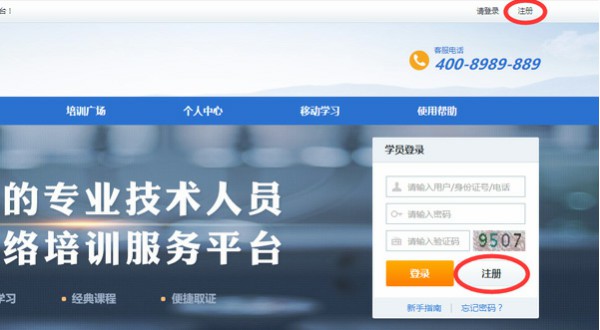 台！ 请登录 注册
客服电话
400-8989-889
培训广场 个人中心 移动学习 使用帮助
学员登录
的专业技术人员
请输入用户/身份证号/电话
请输入密码
络培训服务平台
请输入验证码 9507
登录 注册
学习 经典课程 便捷取证
新手指南 忘记密码？